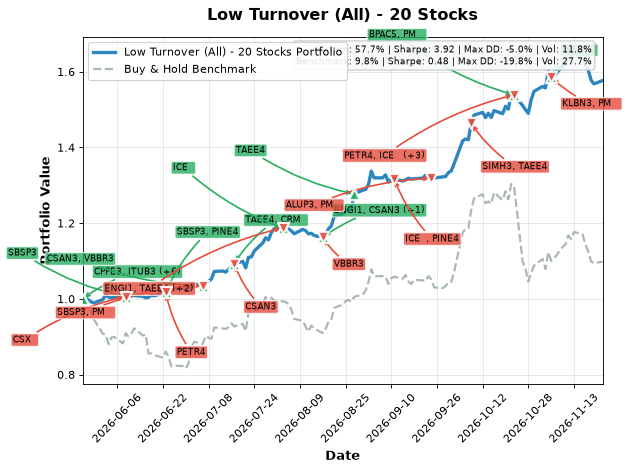 Low Turnover (All) - 20 Stocks
BPAC5, PM
Low Turnover (All) - 20 Stocks Portfolio
Buy & Hold Benchmark
: 57.7% | Sharpe: 3.92 | Max DD: -5.0% | Vol: 11.8%
: 9.8% | Sharpe: 0.48 | Max DD: -19.8% | Vol: 27.7%
1.6
KLBN3, PM
1.4
TAEE4
PETR4, ICE (+3)
SIMH3, TAEE4
ICE
Portfolio Value
1.2
ALUP3, PM
ENGI1, CSAN3 (+1)
TAEE4, CRM
SBSP3, PINE4
ICE , PINE4
SBSP3
CSAN3, VBBR3
ITUB3
VBBR3
ENGI1, TAEE (+2)
1.0
SBSP3, PM
CSAN3
CSX
PETR4
0.8
2026-06-06
2026-06-22
2026-07-08
2026-07-24
2026-08-09
2026-08-25
2026-09-10
2026-09-26
2026-10-12
2026-10-28
2026-11-13
Date